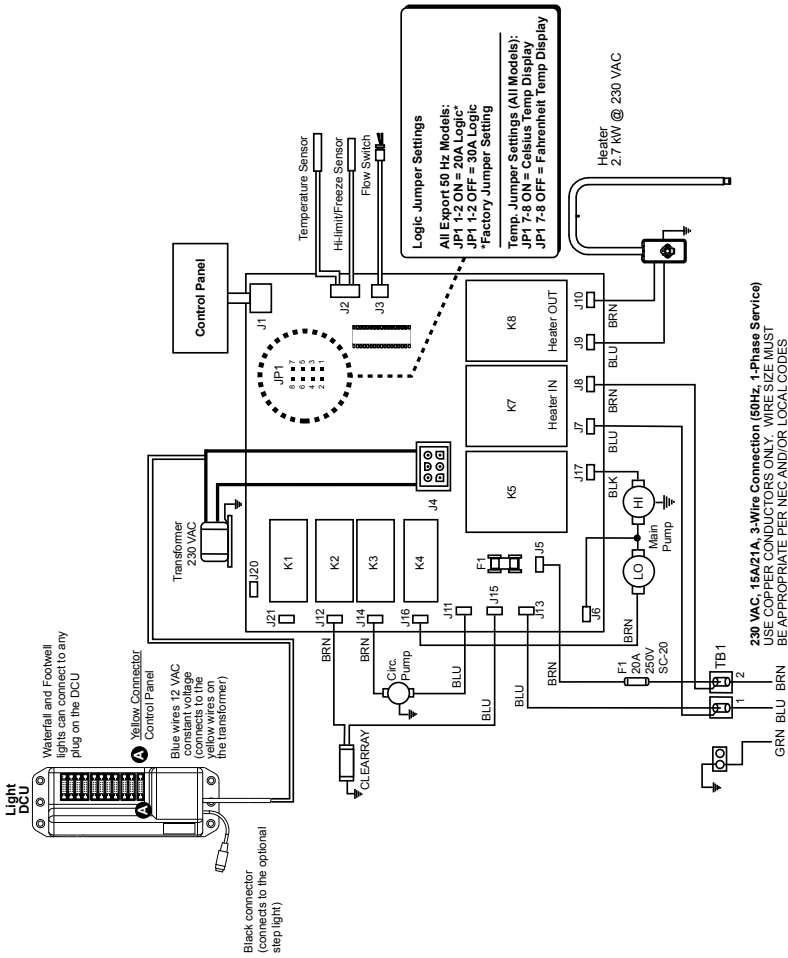 Light
DCU
Waterfall and Footwell
lights can connect to any
plug on the DCU
A Yellow Connector
Control Panel
A
Blue wires 12 VAC
constant voltage
(connects to the
yellow wires on
the transformer)
Black connector
(connects to the optional
step light)
Transformer
230 VAC
Control Panel
Temperature Sensor
Hi-limit/Freeze Sensor
Flow Switch
J1
J2
J3
JP1
8 7
6 5
4 3
2 1
Logic Jumper Settings
All Export 50 Hz Models:
JP1 1-2 ON = 20A Logic*
JP1 1-2 OFF = 30A Logic
*Factory Jumper Setting
Temp. Jumper Settings (All Models):
JP1 7-8 ON = Celsius Temp Display
JP1 7-8 OFF = Fahrenheit Temp Display
J20
J21
J12
J14
J16
J11
J15
J13
J6
K1
K2
K3
K4
J4
F1
J5
K5
K7
Heater IN
K8
Heater OUT
J17
J7
J8
J9
J10
BLK
BLU
BRN
BLU
BRN
Heater
2.7 kW @ 230 VAC
BRN
BRN
Circ.
Pump
BLU
CLEARRAY
BLU
BLU
BRN
BRN
LO
HI
Main
Pump
F1
20A
250V
SC-20
TB1
1
2
GRN
BLU
BRN
230 VAC, 15A/21A, 3-Wire Connection (50Hz, 1-Phase Service)
USE COPPER CONDUCTORS ONLY. WIRE SIZE MUST
BE APPROPRIATE PER NEC AND/OR LOCAL CODES